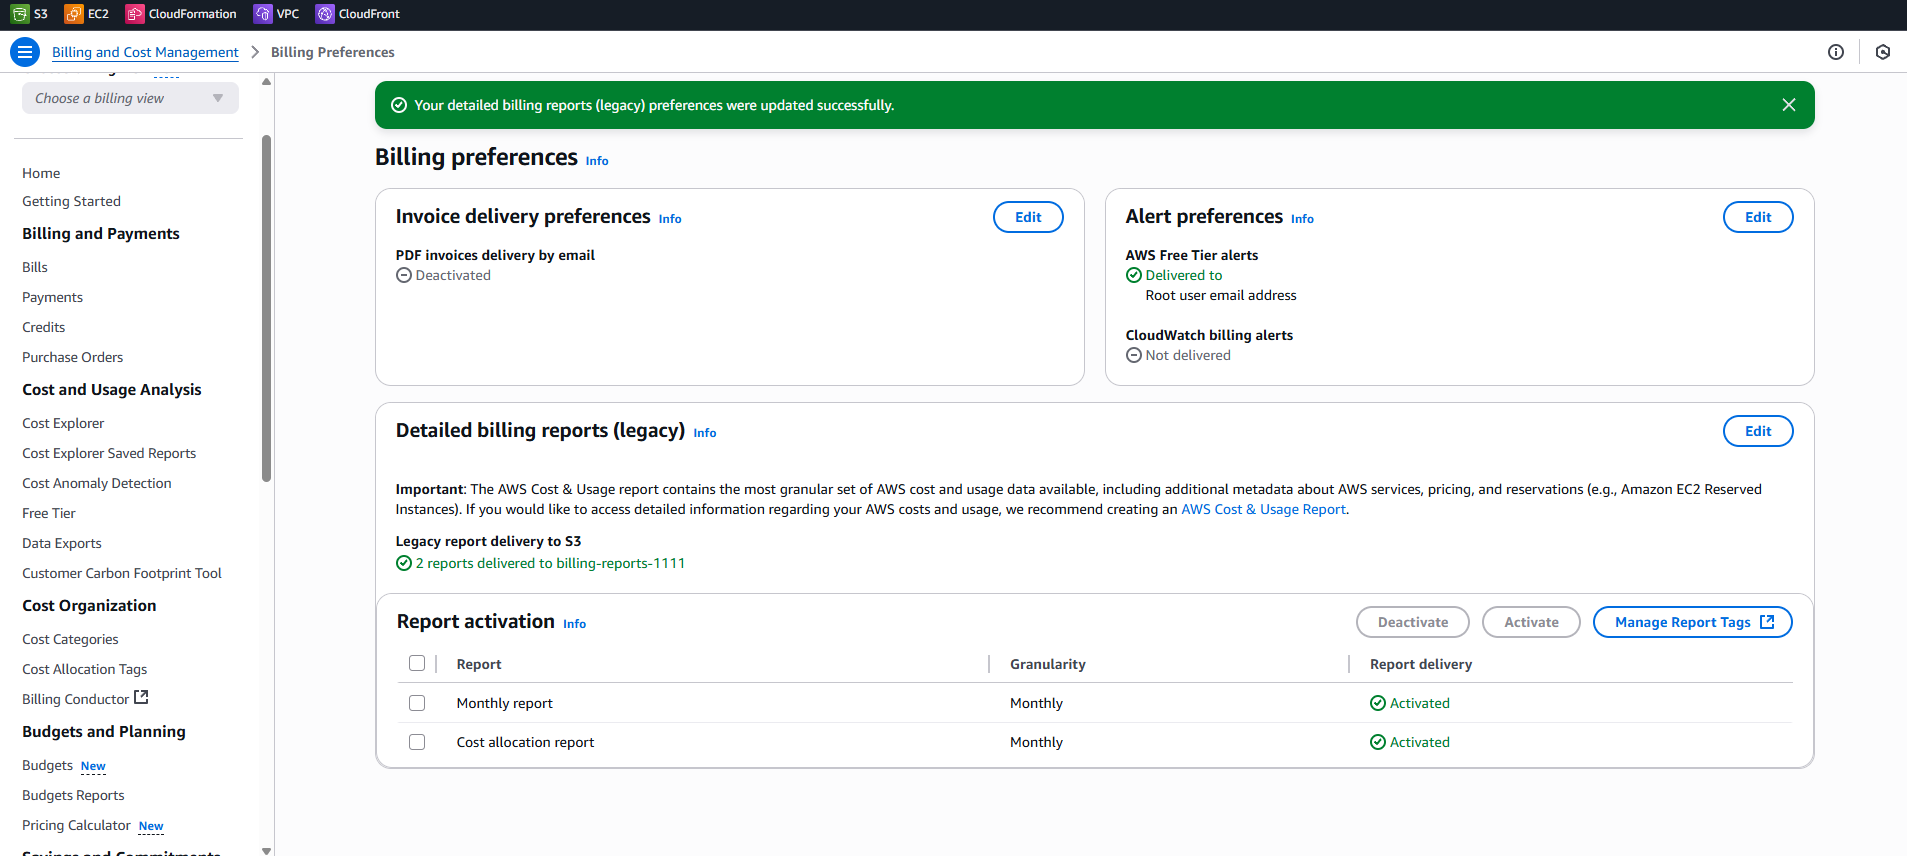 S3 EC2 CloudFormation VPC CloudFront
Billing and Cost Management > Billing Preferences
Choose a billing view
Home
Getting Started
Billing and Payments
Bills
Payments
Credits
Purchase Orders
Cost and Usage Analysis
Cost Explorer
Cost Explorer Saved Reports
Cost Anomaly Detection
Free Tier
Data Exports
Customer Carbon Footprint Tool
Cost Organization
Cost Categories
Cost Allocation Tags
Billing Conductor
Budgets and Planning
Budgets New
Budgets Reports
Pricing Calculator New
Savings and Commitments
Your detailed billing reports (legacy) preferences were updated successfully.
Billing preferences Info
Invoice delivery preferences Info Edit
PDF invoices delivery by email
Deactivated
Alert preferences Info Edit
AWS Free Tier alerts
Delivered to
Root user email address
CloudWatch billing alerts
Not delivered
Detailed billing reports (legacy) Info Edit
Important: The AWS Cost & Usage report contains the most granular set of AWS cost and usage data available, including additional metadata about AWS services, pricing, and reservations (e.g., Amazon EC2 Reserved
Instances). If you would like to access detailed information regarding your AWS costs and usage, we recommend creating an AWS Cost & Usage Report.
Legacy report delivery to S3
2 reports delivered to billing-reports-1111
Report activation Info Deactivate Activate Manage Report Tags
Report Granularity Report delivery
Monthly report Monthly Activated
Cost allocation report Monthly Activated